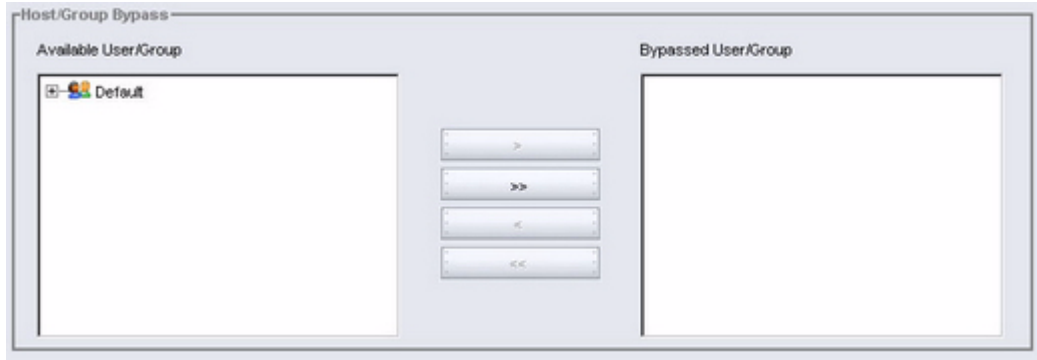 Host/Group Bypass
Available User/Group
Bypassed User/Group
Default
>
>>
<
<<